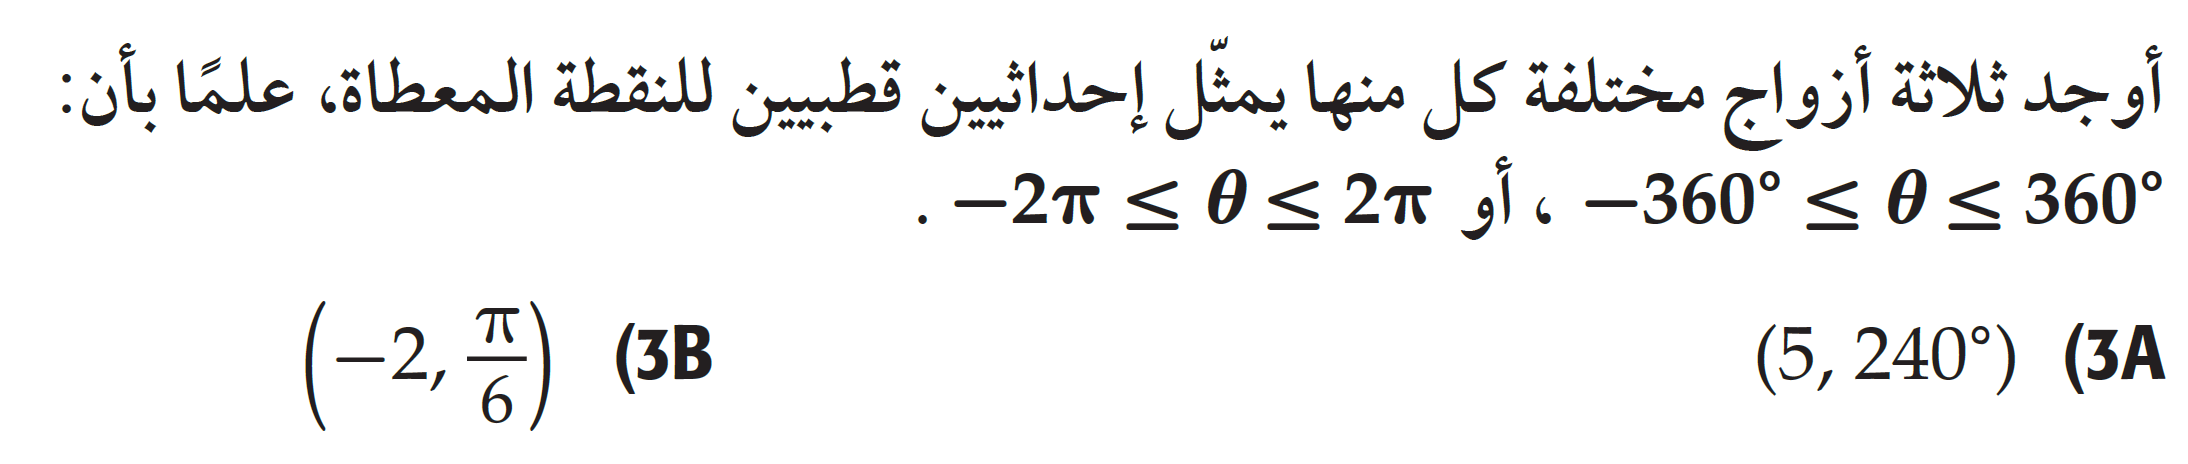 أوجد ثلاثة أزواج مختلفة كل منها يمثّل إحداثيين قطبيين للنقطة المعطاة، علمًا بأن:
−360° ≤ θ ≤ 360° ، أو −2π ≤ θ ≤ 2π .
(5, 240°) (3A
(−2, π/6) (3B